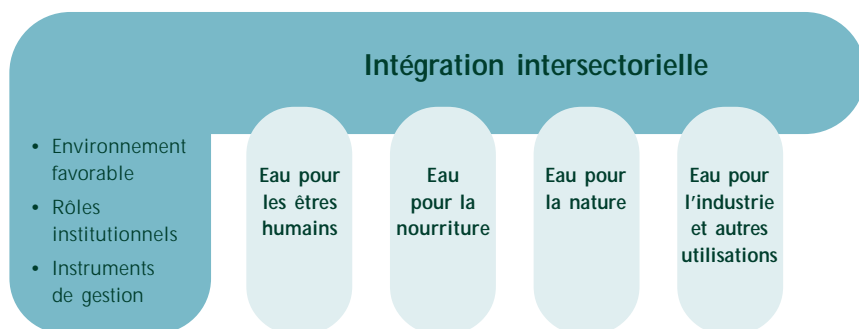 Intégration intersectorielle
• Environnement
favorable
• Rôles
institutionnels
• Instruments
de gestion
Eau pour
les êtres
humains
Eau
pour la
nourriture
Eau pour
la nature
Eau pour
l'industrie
et autres
utilisations